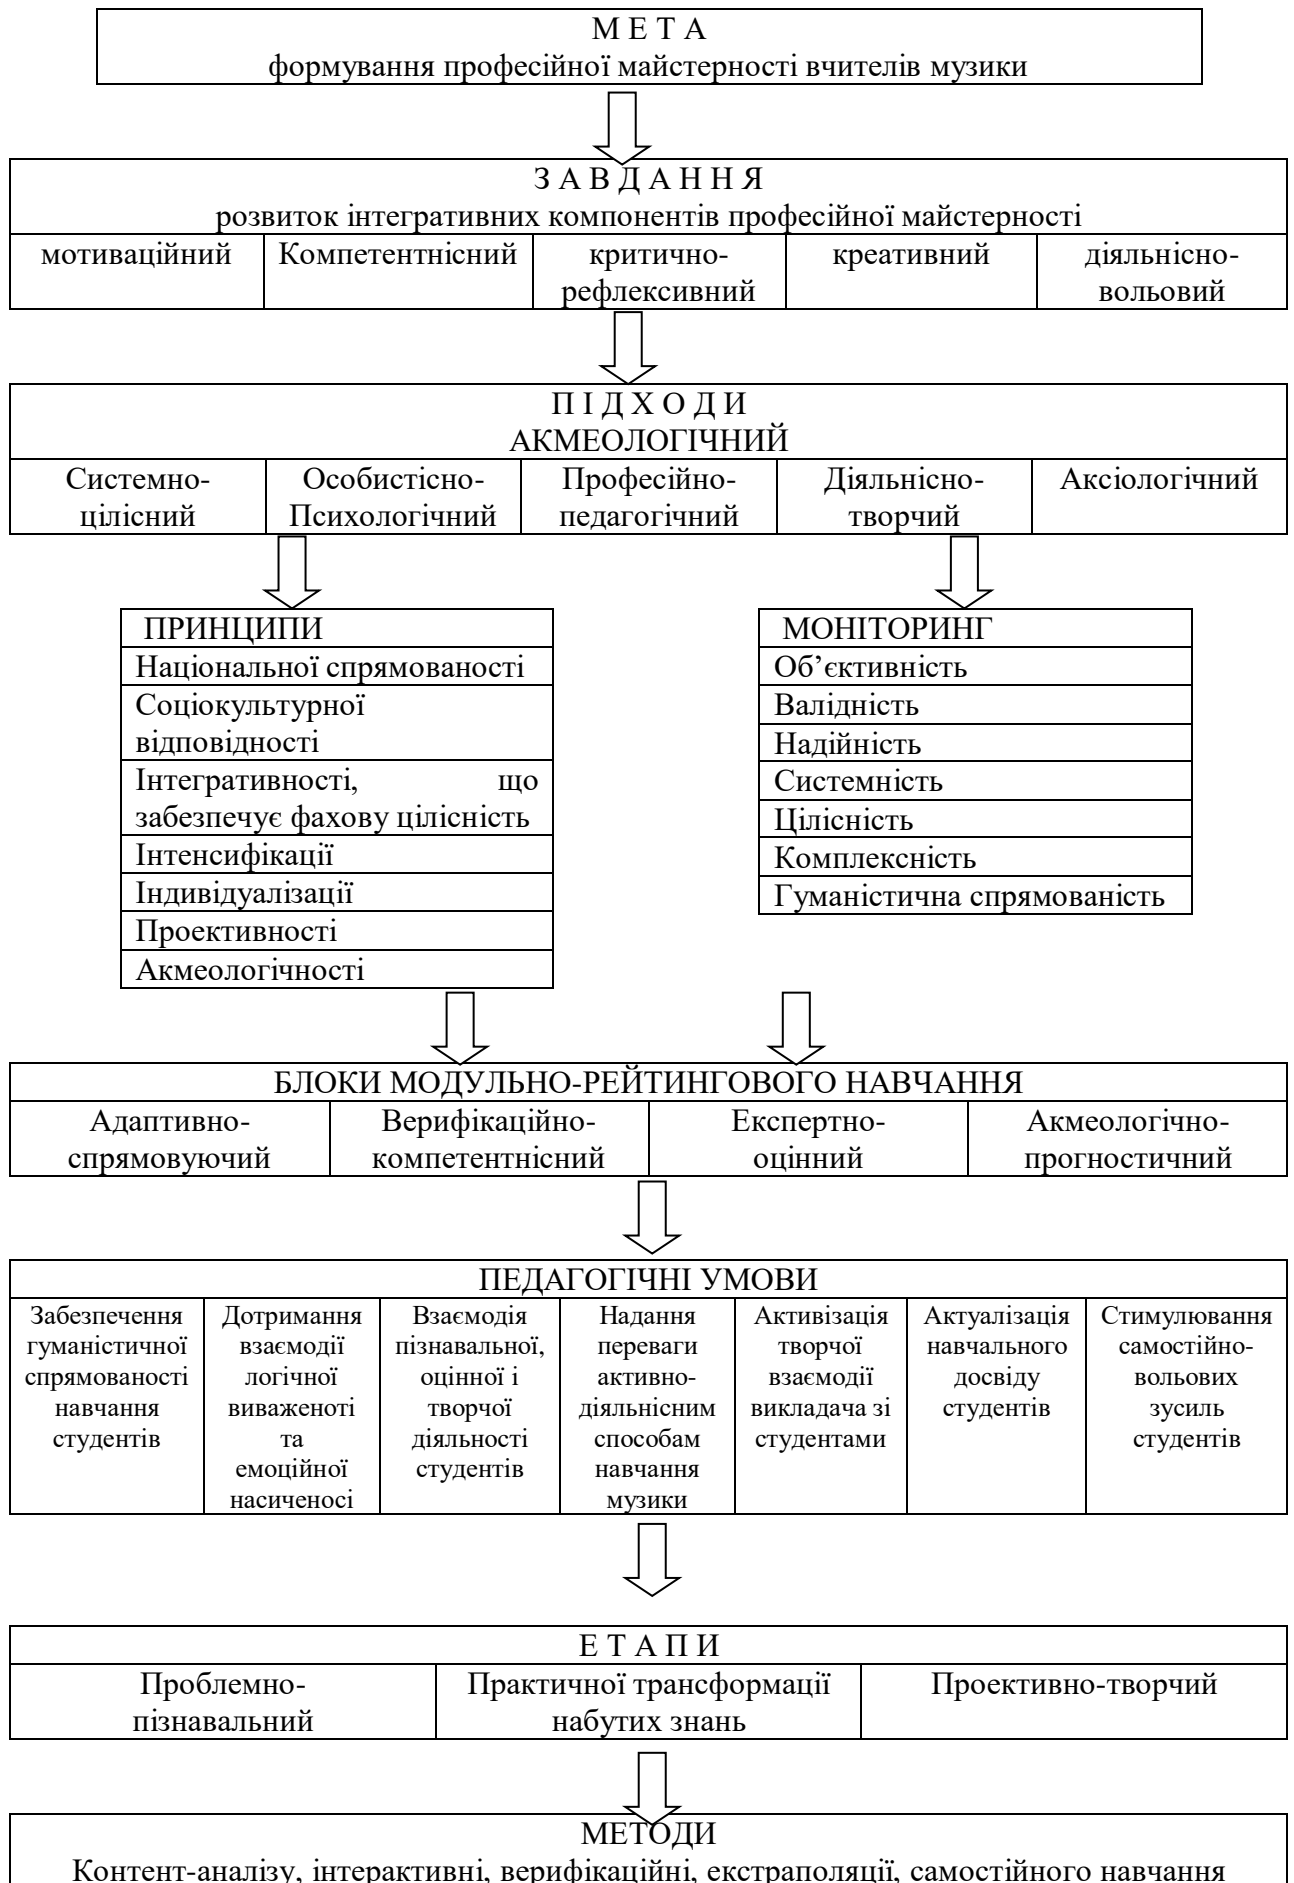 М Е Т А
формування професійної майстерності вчителів музики
З А В Д А Н Н Я
розвиток інтегративних компонентів професійної майстерності
мотиваційний
Компетентнісний
критично-
рефлексивний
креативний
діяльнісно-
вольовий
П І Д Х О Д И
АКМЕОЛОГІЧНИЙ
Системно-
цілісний
Особистісно-
Психологічний
Професійно-
педагогічний
Діяльнісно-
творчий
Аксіологічний
ПРИНЦИПИ
Національної спрямованості
Соціокультурної
відповідності
Інтегративності, що
забезпечує фахову цілісність
Інтенсифікації
Індивідуалізації
Проективності
Акмеологічності
МОНІТОРИНГ
Об’єктивність
Валідність
Надійність
Системність
Цілісність
Комплексність
Гуманістична спрямованість
БЛОКИ МОДУЛЬНО-РЕЙТИНГОВОГО НАВЧАННЯ
Адаптивно-
спрямовуючий
Верифікаційно-
компетентнісний
Експертно-
оцінний
Акмеологічно-
прогностичний
ПЕДАГОГІЧНІ УМОВИ
Забезпечення
гуманістичної
спрямованості
навчання
студентів
Дотримання
взаємодії
логічної
виваженоті
та
емоційної
насиченосі
Взаємодія
пізнавальної,
оцінної і
творчої
діяльності
студентів
Надання
переваги
активно-
діяльнісним
способам
навчання
музики
Активізація
творчої
взаємодії
викладача зі
студентами
Актуалізація
навчального
досвіду
студентів
Стимулювання
самостійно-
вольових
зусиль
студентів
Е Т А П И
Проблемно-
пізнавальний
Практичної трансформації
набутих знань
Проективно-творчий
МЕТОДИ
Контент-аналізу, інтерактивні, верифікаційні, екстраполяції, самостійного навчання